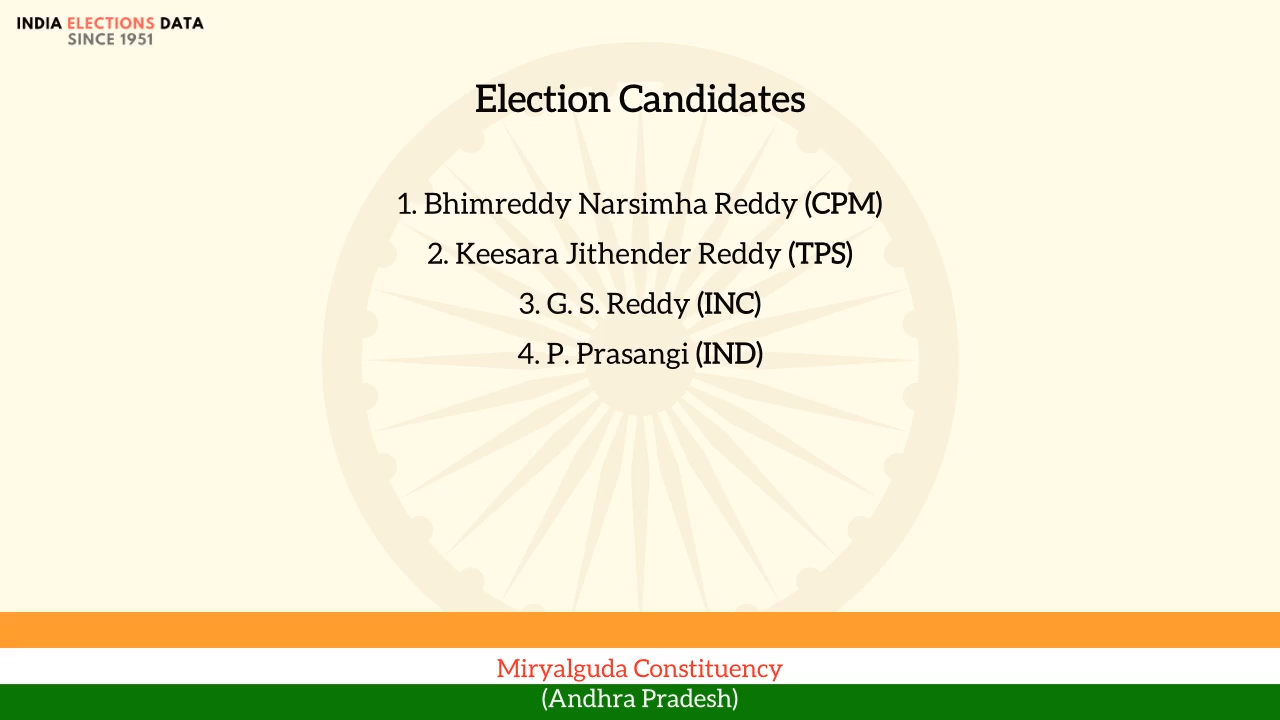 INDIA ELECTIONS DATA
SINCE 1951
Election Candidates
1. Bhimreddy Narsimha Reddy (CPM)
2. Keesara Jithender Reddy (TPS)
3. G. S. Reddy (INC)
4. P. Prasangi (IND)
Miryalguda Constituency
(Andhra Pradesh)